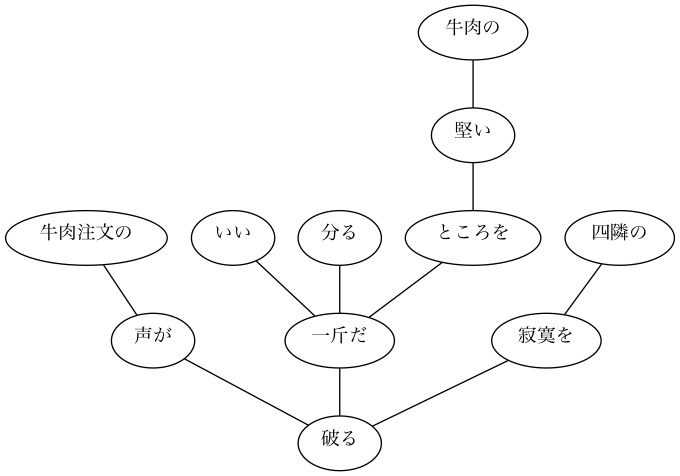 牛肉の
堅い
牛肉注文の
いい
分る
ところを
四隣の
声が
一斤だ
寂寞を
破る